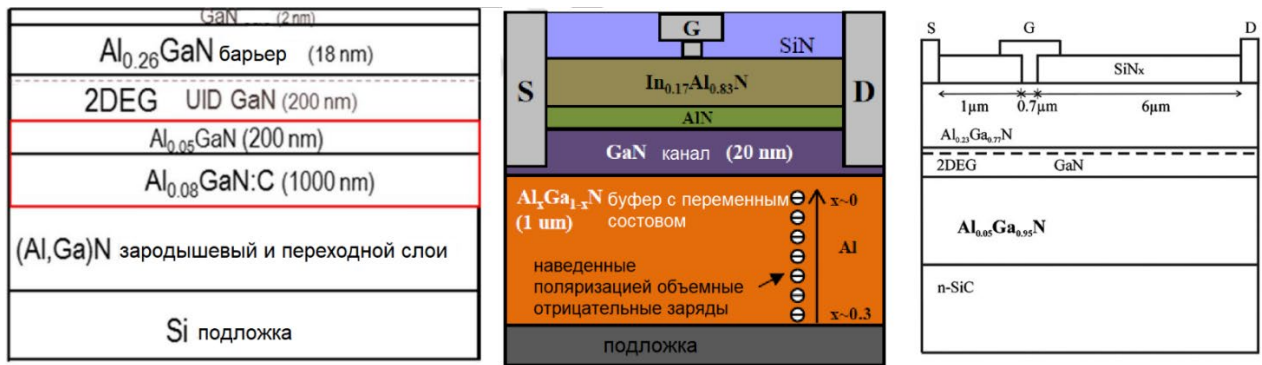 GaN (2 nm)
Al₀.₂₆GaN барьер (18 nm)
2DEG UID GaN (200 nm)
Al₀.₀₅GaN (200 nm)
Al₀.₀₈GaN:C (1000 nm)
(Al,Ga)N зародышевый и переходной слои
Si подложка
G
SiN
S
D
In₀.₁₇Al₀.₈₃N
AlN
GaN канал (20 nm)
AlₓGa₁₋ₓN буфер с переменным
(1 um) состовом
x~0
Al
наведенные
поляризацией объемные
отрицательные заряды
x~0.3
подложка
S G D
SiNₓ
1μm 0.7μm 6μm
Al₀.₂₃Ga₀.₇₇N
2DEG GaN
Al₀.₀₅Ga₀.₉₅N
n-SiC